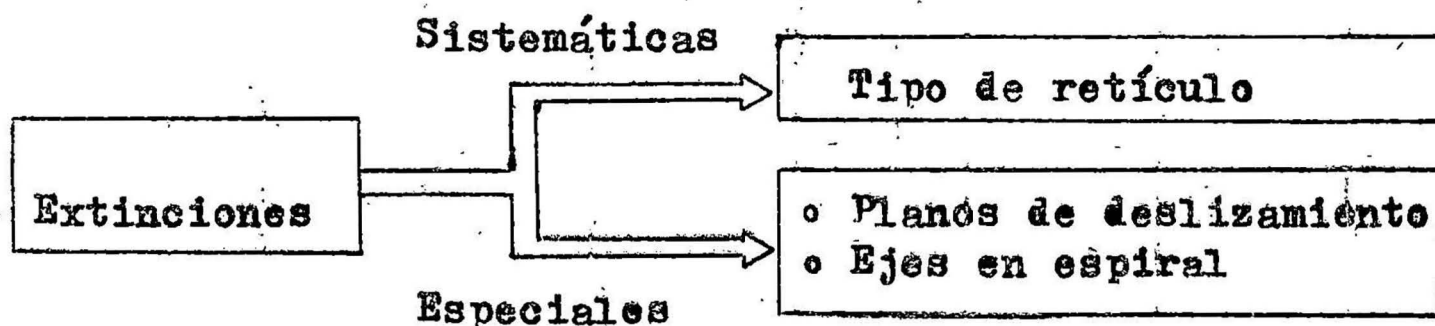 Sistemáticas
Tipo de retículo
Extinciones
o Planos de deslizamiento
o Ejes en espiral
Especiales